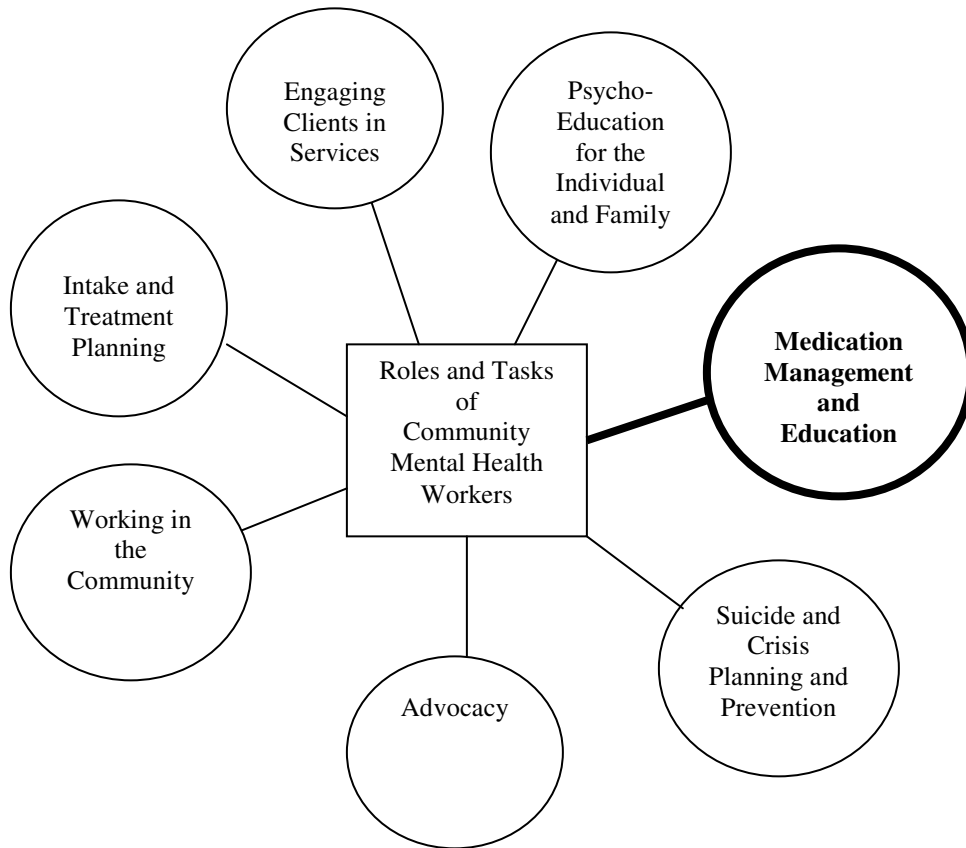 Engaging
Clients in
Services
Psycho-
Education
for the
Individual
and Family
Intake and
Treatment
Planning
Roles and Tasks
of
Community
Mental Health
Workers
Medication
Management
and
Education
Working in
the
Community
Suicide and
Crisis
Planning and
Prevention
Advocacy